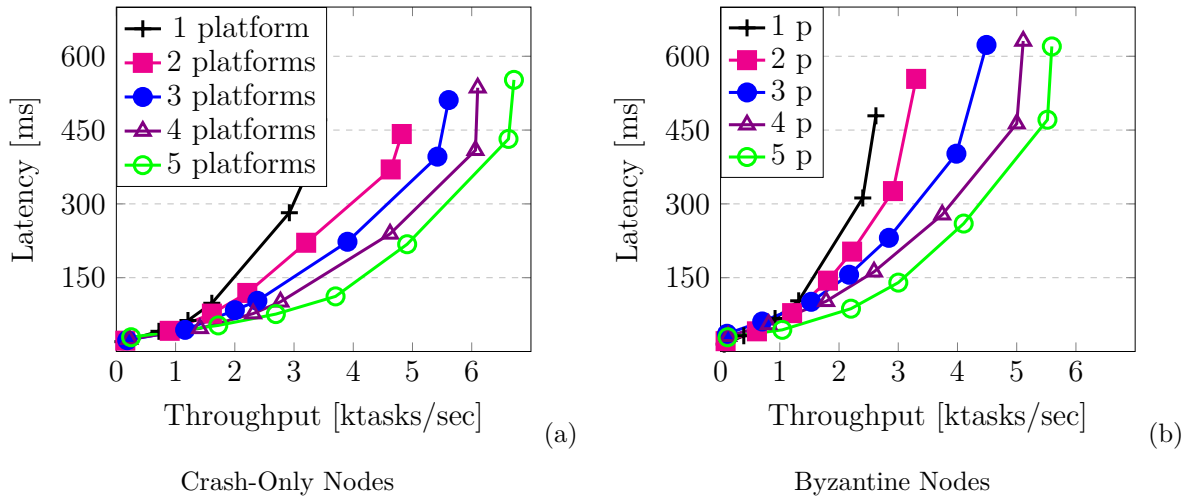 1 platform
2 platforms
3 platforms
4 platforms
5 platforms
600
450
300
150
Latency [ms]
0 1 2 3 4 5 6
Throughput [ktasks/sec]
(a)
Crash-Only Nodes
1 p
2 p
3 p
4 p
5 p
600
450
300
150
Latency [ms]
0 1 2 3 4 5 6
Throughput [ktasks/sec]
(b)
Byzantine Nodes